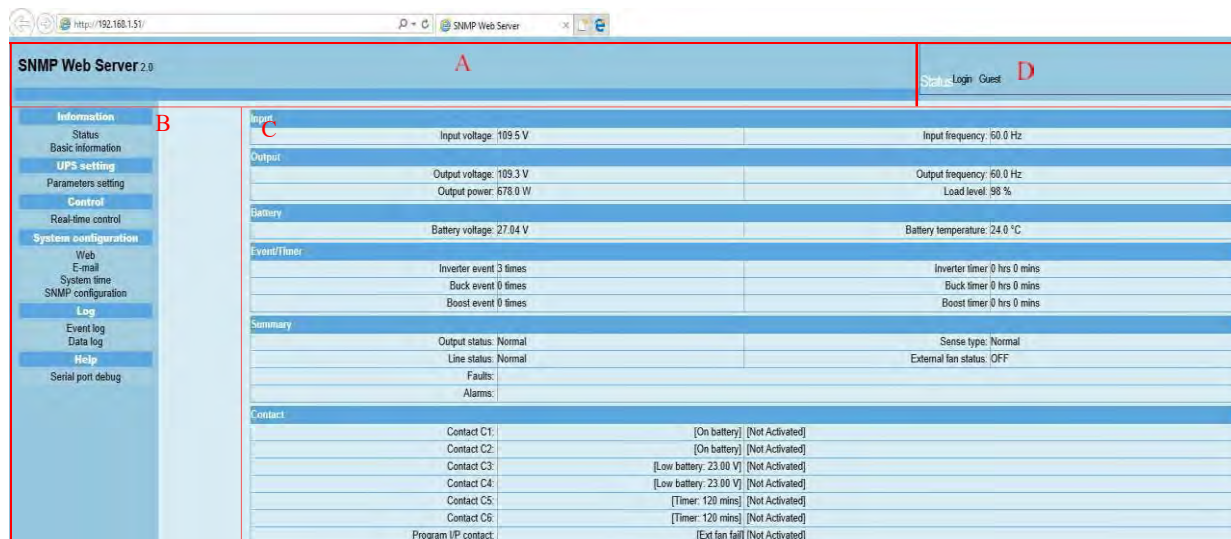 http://192.168.1.51/ SNMP Web Server
SNMP Web Server 2.0 A Status Login Guest D
B
Information
Status
Basic information
UPS setting
Parameters setting
Control
Real-time control
System configuration
Web
E-mail
System time
SNMP configuration
Log
Event log
Data log
Help
Serial port debug
C
Input
Input voltage: 109.5 V Input frequency: 60.0 Hz
Output
Output voltage: 109.3 V Output frequency: 60.0 Hz
Output power: 678.0 W Load level: 98 %
Battery
Battery voltage: 27.04 V Battery temperature: 24.0 °C
Event/Timer
Inverter event 3 times Inverter timer 0 hrs 0 mins
Buck event 0 times Buck timer 0 hrs 0 mins
Boost event 0 times Boost timer 0 hrs 0 mins
Summary
Output status: Normal Sense type: Normal
Line status: Normal External fan status: OFF
Faults:
Alarms:
Contact
Contact C1: [On battery] [Not Activated]
Contact C2: [On battery] [Not Activated]
Contact C3: [Low battery: 23.00 V] [Not Activated]
Contact C4: [Low battery: 23.00 V] [Not Activated]
Contact C5: [Timer: 120 mins] [Not Activated]
Contact C6: [Timer: 120 mins] [Not Activated]
Program I/P contact: [Ext fan fail] [Not Activated]